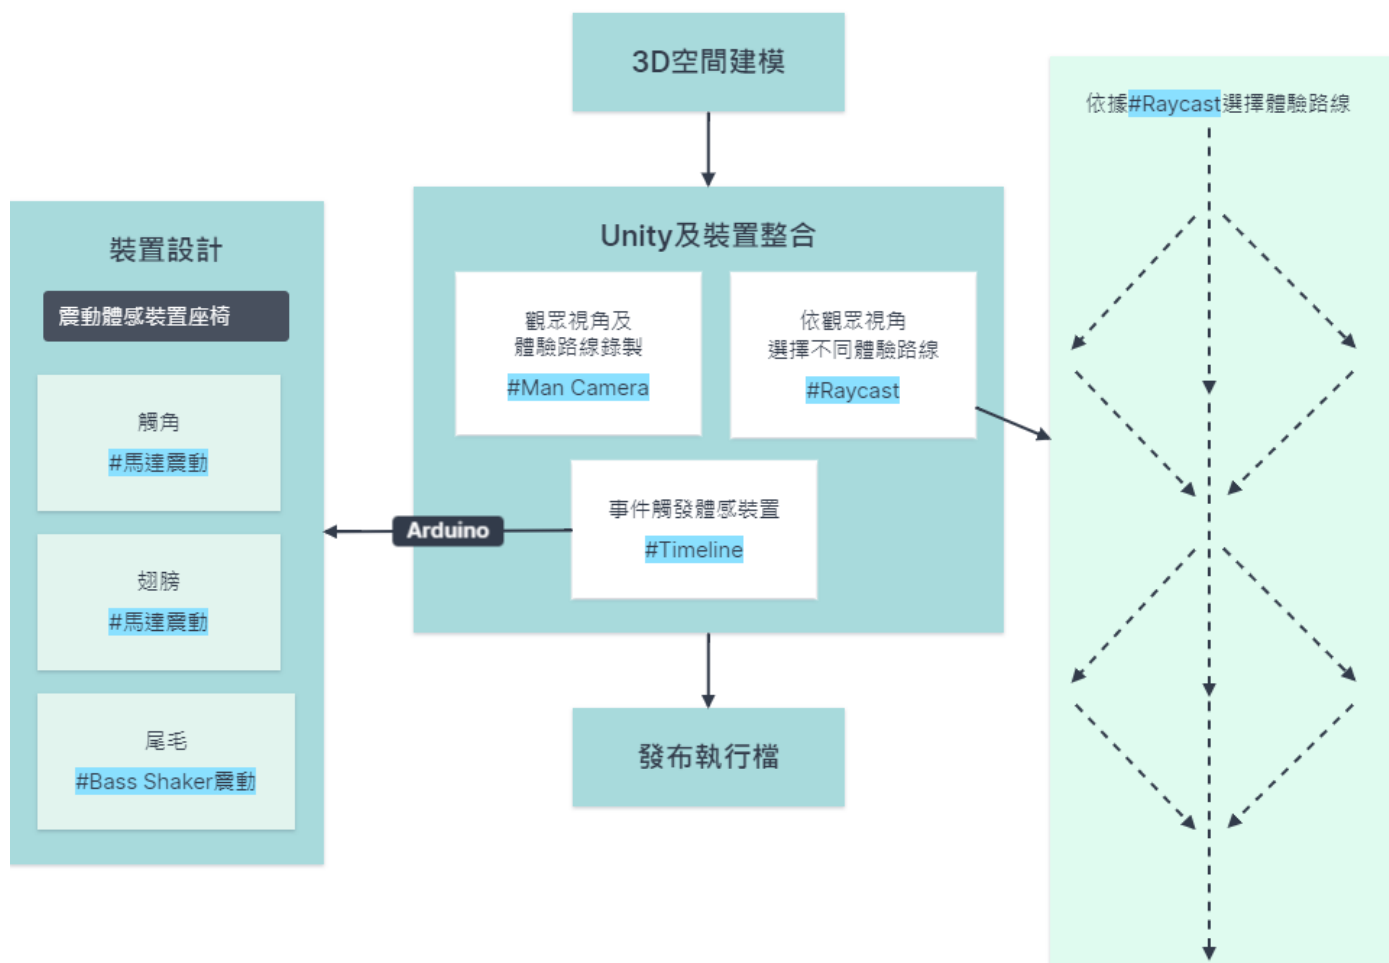 3D空間建模
Unity及裝置整合
觀眾視角及
體驗路線錄製
#Man Camera
依觀眾視角
選擇不同體驗路線
#Raycast
事件觸發體感裝置
#Timeline
Arduino
發布執行檔
裝置設計
震動體感裝置座椅
觸角
#馬達震動
翅膀
#馬達震動
尾毛
#Bass Shaker震動
依據#Raycast選擇體驗路線